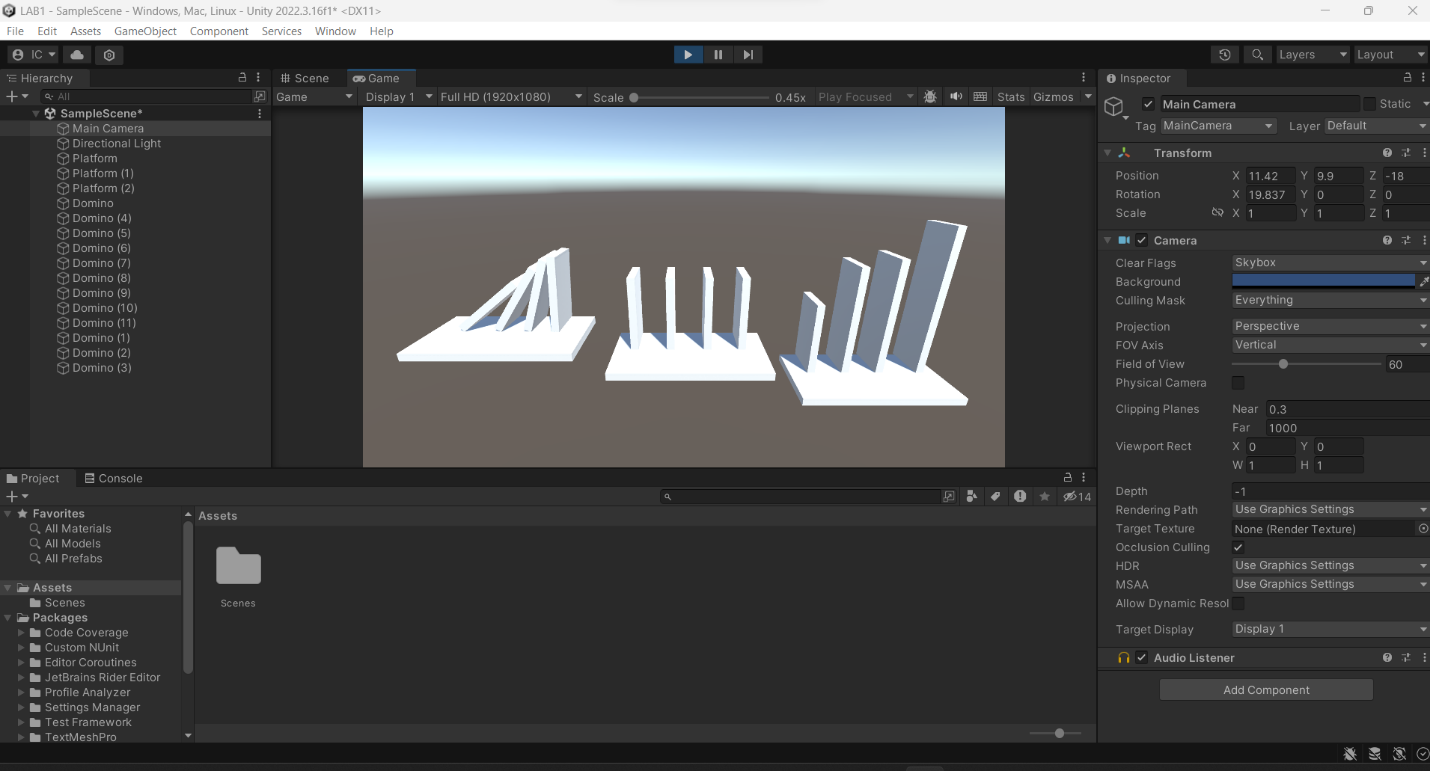 LAB1 - SampleScene - Windows, Mac, Linux - Unity 2022.3.16f1* <DX11>
File Edit Assets GameObject Component Services Window Help
IC Layers Layout
Hierarchy
All
SampleScene*
Main Camera
Directional Light
Platform
Platform (1)
Platform (2)
Domino
Domino (4)
Domino (5)
Domino (6)
Domino (7)
Domino (8)
Domino (9)
Domino (10)
Domino (11)
Domino (1)
Domino (2)
Domino (3)
Scene Game
Game Display 1 Full HD (1920x1080) Scale 0.45x Play Focused Stats Gizmos
Inspector
Main Camera Static
Tag MainCamera Layer Default
Transform
Position X 11.42 Y 9.9 Z -18
Rotation X 19.837 Y 0 Z 0
Scale X 1 Y 1 Z 1
Camera
Clear Flags Skybox
Background
Culling Mask Everything
Projection Perspective
FOV Axis Vertical
Field of View 60
Physical Camera
Clipping Planes Near 0.3
Far 1000
Viewport Rect X 0 Y 0
W 1 H 1
Depth -1
Rendering Path Use Graphics Settings
Target Texture None (Render Texture)
Occlusion Culling
HDR Use Graphics Settings
MSAA Use Graphics Settings
Allow Dynamic Resol
Target Display Display 1
Audio Listener
Add Component
Project Console
14
Favorites
All Materials
All Models
All Prefabs
Assets
Scenes
Packages
Code Coverage
Custom NUnit
Editor Coroutines
JetBrains Rider Editor
Profile Analyzer
Settings Manager
Test Framework
TextMeshPro
Assets
Scenes